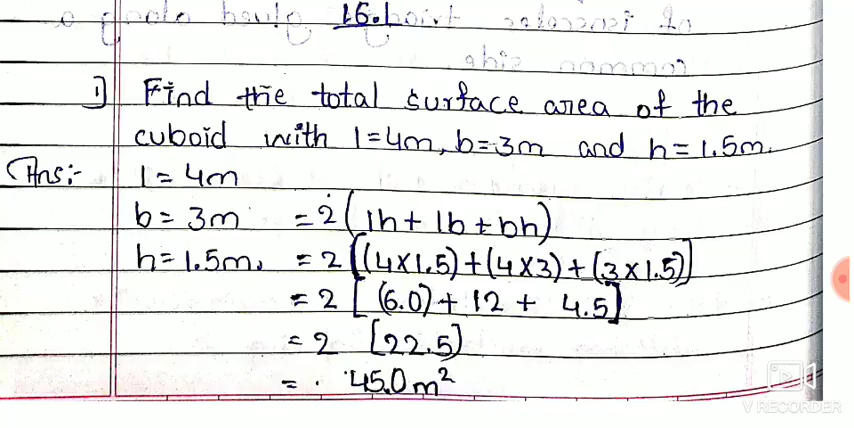 16.1
1) Find the total surface area of the
cuboid with l=4m, b=3m and h=1.5m.
Ans:- l=4m
b=3m =2(lh+lb+bh)
h=1.5m. =2[(4×1.5)+(4×3)+(3×1.5)]
=2[(6.0)+12+4.5]
=2 [22.5]
= 45.0m²
V RECORDER